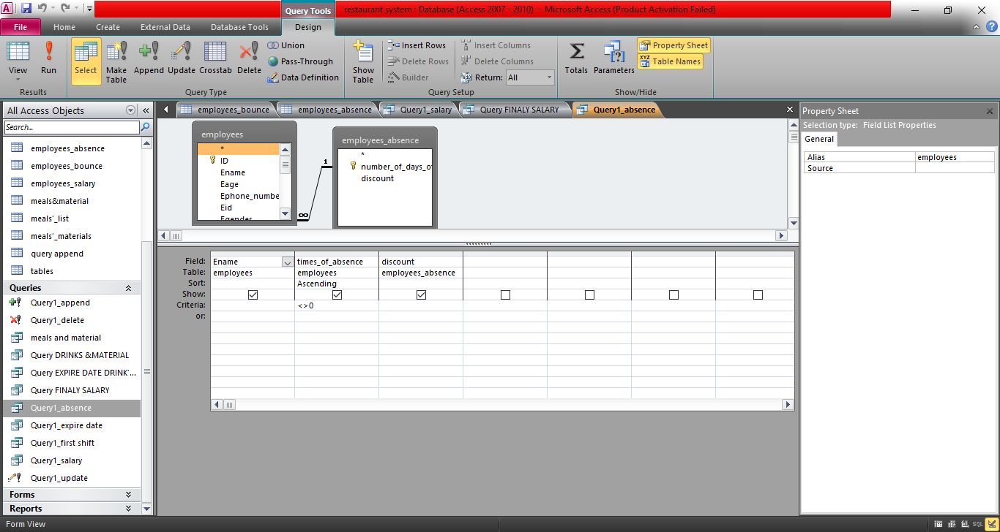 Query Tools
restaurant system : Database (Access 2007 - 2010) - Microsoft Access (Product Activation Failed)
File Home Create External Data Database Tools Design
View
Run
Select
Make Table
Append
Update
Crosstab
Delete
Union
Pass-Through
Data Definition
Show Table
Insert Rows
Delete Rows
Builder
Insert Columns
Delete Columns
Return: All
Totals
Parameters
Property Sheet
XYZ Table Names
Results
Query Type
Query Setup
Show/Hide
All Access Objects
Search...
employees_absence
employees_bounce
employees_salary
meals&material
meals'_list
meals'_materials
query append
tables
Queries
Query1_append
Query1_delete
meals and material
Query DRINKS &MATERIAL
Query EXPIRE DATE DRINK'...
Query FINALY SALARY
Query1_absence
Query1_expire date
Query1_first shift
Query1_salary
Query1_update
Forms
Reports
employees_bounce employees_absence Query1_salary Query FINALY SALARY Query1_absence
employees
*
ID
Ename
Eage
Ephone_numbe
Eid
Egender
1
∞
employees_absence
*
number_of_days_o
discount
Field: Ename times_of_absence discount
Table: employees employees employees_absence
Sort: Ascending
Show:
Criteria: <>0
or:
Property Sheet
Selection type: Field List Properties
General
Alias employees
Source
Form View
SQL